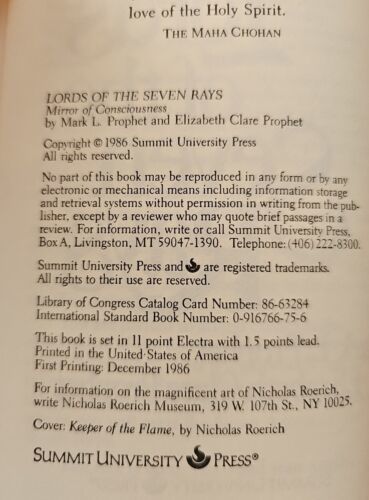 love of the Holy Spirit.
THE MAHA CHOHAN
LORDS OF THE SEVEN RAYS
Mirror of Consciousness
by Mark L. Prophet and Elizabeth Clare Prophet
Copyright © 1986 Summit University Press
All rights reserved.
No part of this book may be reproduced in any form or by any
electronic or mechanical means including information storage
and retrieval systems without permission in writing from the pub-
lisher, except by a reviewer who may quote brief passages in a
review. For information, write or call Summit University Press,
Box A, Livingston, MT 59047-1390. Telephone: (406) 222-8300.
Summit University Press and are registered trademarks.
All rights to their use are reserved.
Library of Congress Catalog Card Number: 86-63284
International Standard Book Number: 0-916766-75-6
This book is set in 11 point Electra with 1.5 points lead.
Printed in the United States of America
First Printing: December 1986
For information on the magnificent art of Nicholas Roerich,
write Nicholas Roerich Museum, 319 W. 107th St., NY 10025.
Cover: Keeper of the Flame, by Nicholas Roerich
SUMMIT UNIVERSITY PRESS®